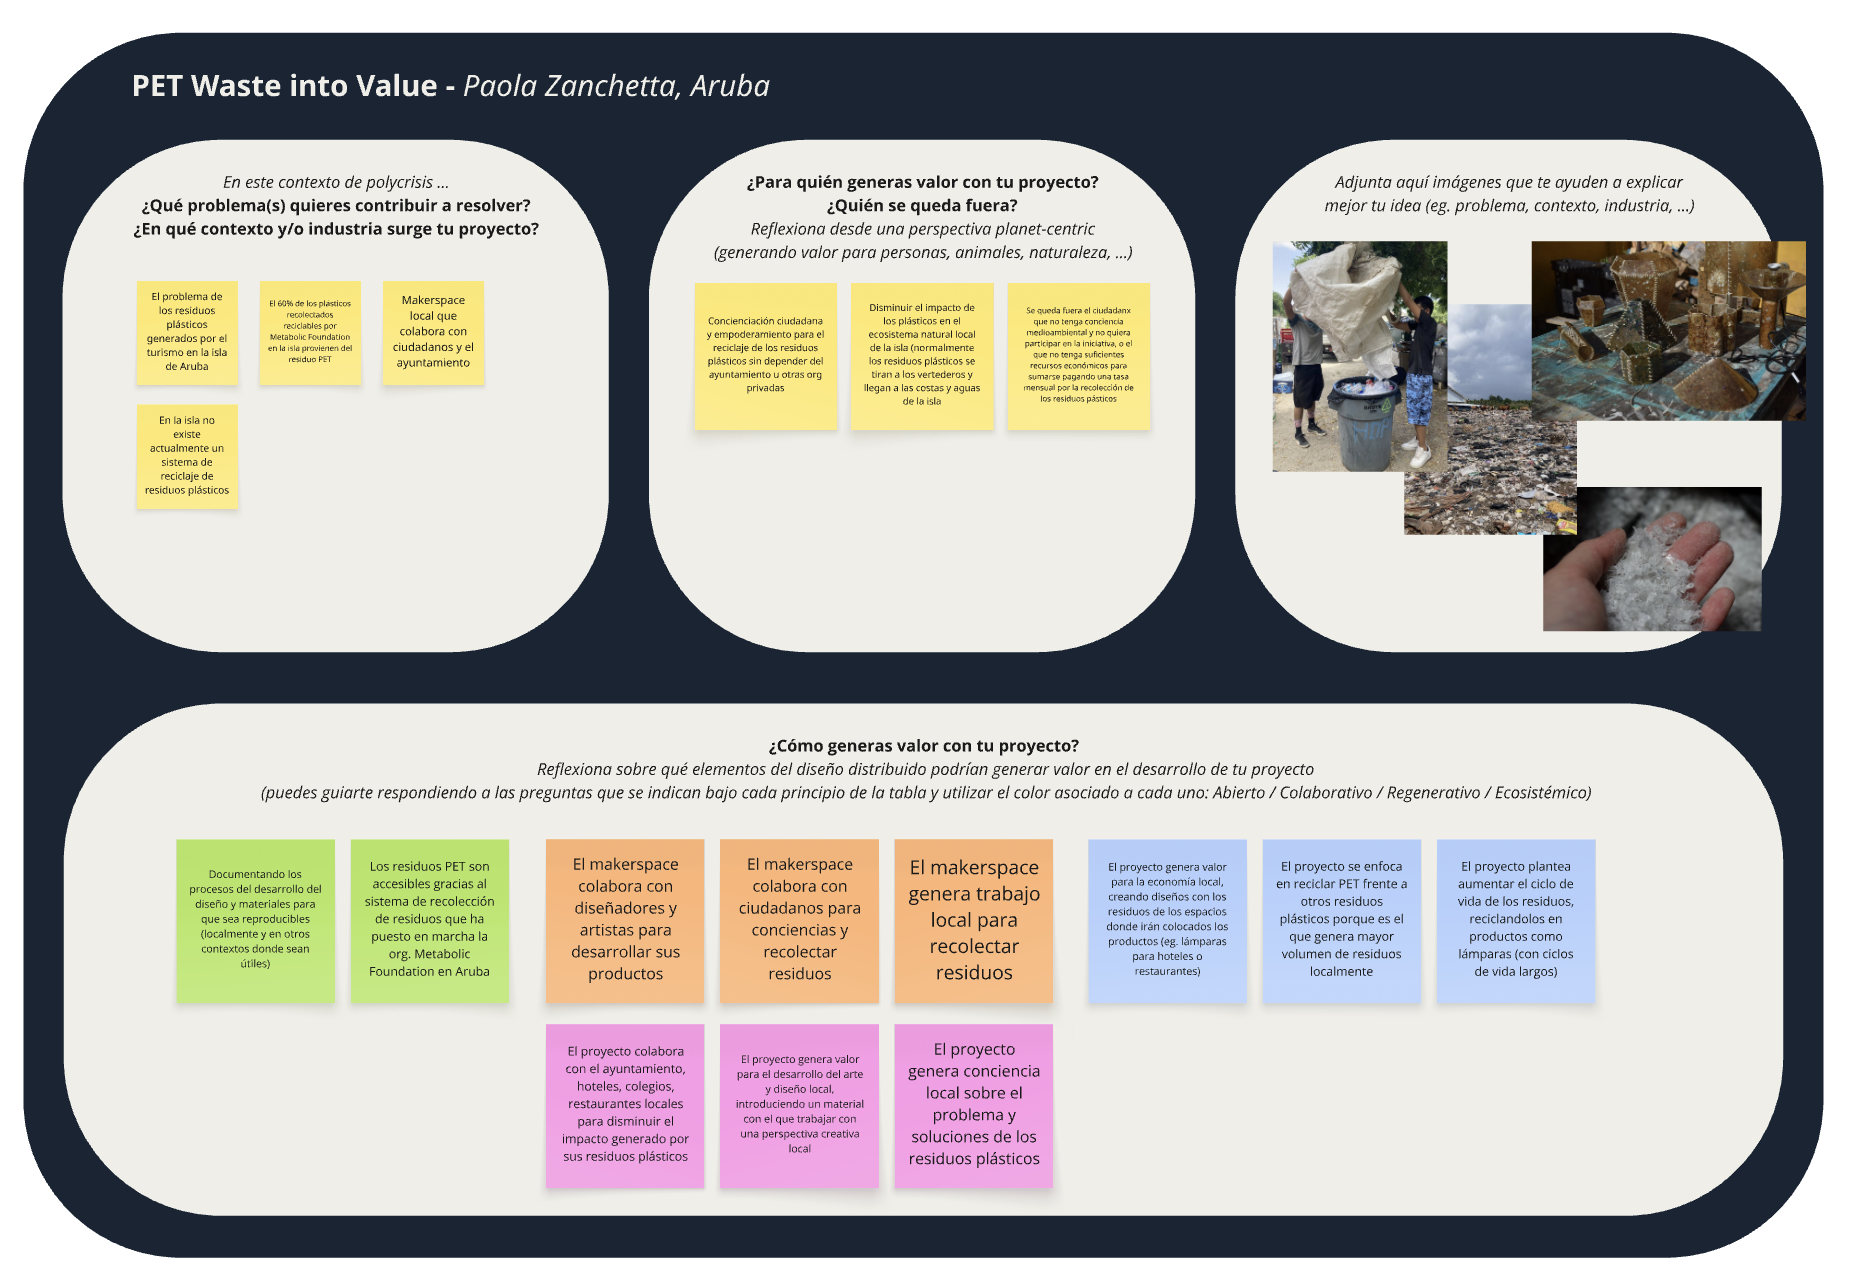 PET Waste into Value - Paola Zanchetta, Aruba
En este contexto de polycrisis ...
¿Qué problema(s) quieres contribuir a resolver?
¿En qué contexto y/o industria surge tu proyecto?
El problema de
los residuos
plásticos
generados por el
turismo en la isla
de Aruba
El 60% de los plásticos
recolectados
reciclables por
Metabolic Foundation
en la isla provienen del
residuo PET
Makerspace
local que
colabora con
ciudadanos y el
ayuntamiento
En la isla no
existe
actualmente un
sistema de
reciclaje de
residuos plásticos
¿Para quién generas valor con tu proyecto?
¿Quién se queda fuera?
Reflexiona desde una perspectiva planet-centric
(generando valor para personas, animales, naturaleza, ...)
Concienciación ciudadana
y empoderamiento para el
reciclaje de los residuos
plásticos sin depender del
ayuntamiento u otras org
privadas
Disminuir el impacto de
los plásticos en el
ecosistema natural local
de la isla (normalmente
los residuos plásticos se
tiran a los vertederos y
llegan a las costas y aguas
de la isla
Se queda fuera el ciudadanx
que no tenga conciencia
medioambiental y no quiera
participar en la iniciativa, o el
que no tenga suficientes
recursos económicos para
sumarse pagando una tasa
mensual por la recolección de
los residuos pásticos
Adjunta aquí imágenes que te ayuden a explicar
mejor tu idea (eg. problema, contexto, industria, ...)
¿Cómo generas valor con tu proyecto?
Reflexiona sobre qué elementos del diseño distribuido podrían generar valor en el desarrollo de tu proyecto
(puedes guiarte respondiendo a las preguntas que se indican bajo cada principio de la tabla y utilizar el color asociado a cada uno: Abierto / Colaborativo / Regenerativo / Ecosistémico)
Documentando los
procesos del desarrollo del
diseño y materiales para
que sea reproducibles
(localmente y en otros
contextos donde sean
útiles)
Los residuos PET son
accesibles gracias al
sistema de recolección
de residuos que ha
puesto en marcha la
org. Metabolic
Foundation en Aruba
El makerspace
colabora con
diseñadores y
artistas para
desarrollar sus
productos
El makerspace
colabora con
ciudadanos para
conciencias y
recolectar
residuos
El makerspace
genera trabajo
local para
recolectar
residuos
El proyecto genera valor
para la economía local,
creando diseños con los
residuos de los espacios
donde irán colocados los
productos (eg. lámparas
para hoteles o
restaurantes)
El proyecto se enfoca
en reciclar PET frente a
otros residuos
plásticos porque es el
que genera mayor
volumen de residuos
localmente
El proyecto plantea
aumentar el ciclo de
vida de los residuos,
reciclandolos en
productos como
lámparas (con ciclos
de vida largos)
El proyecto colabora
con el ayuntamiento,
hoteles, colegios,
restaurantes locales
para disminuir el
impacto generado por
sus residuos plásticos
El proyecto genera valor
para el desarrollo del arte
y diseño local,
introduciendo un material
con el que trabajar con
una perspectiva creativa
local
El proyecto
genera conciencia
local sobre el
problema y
soluciones de los
residuos plásticos